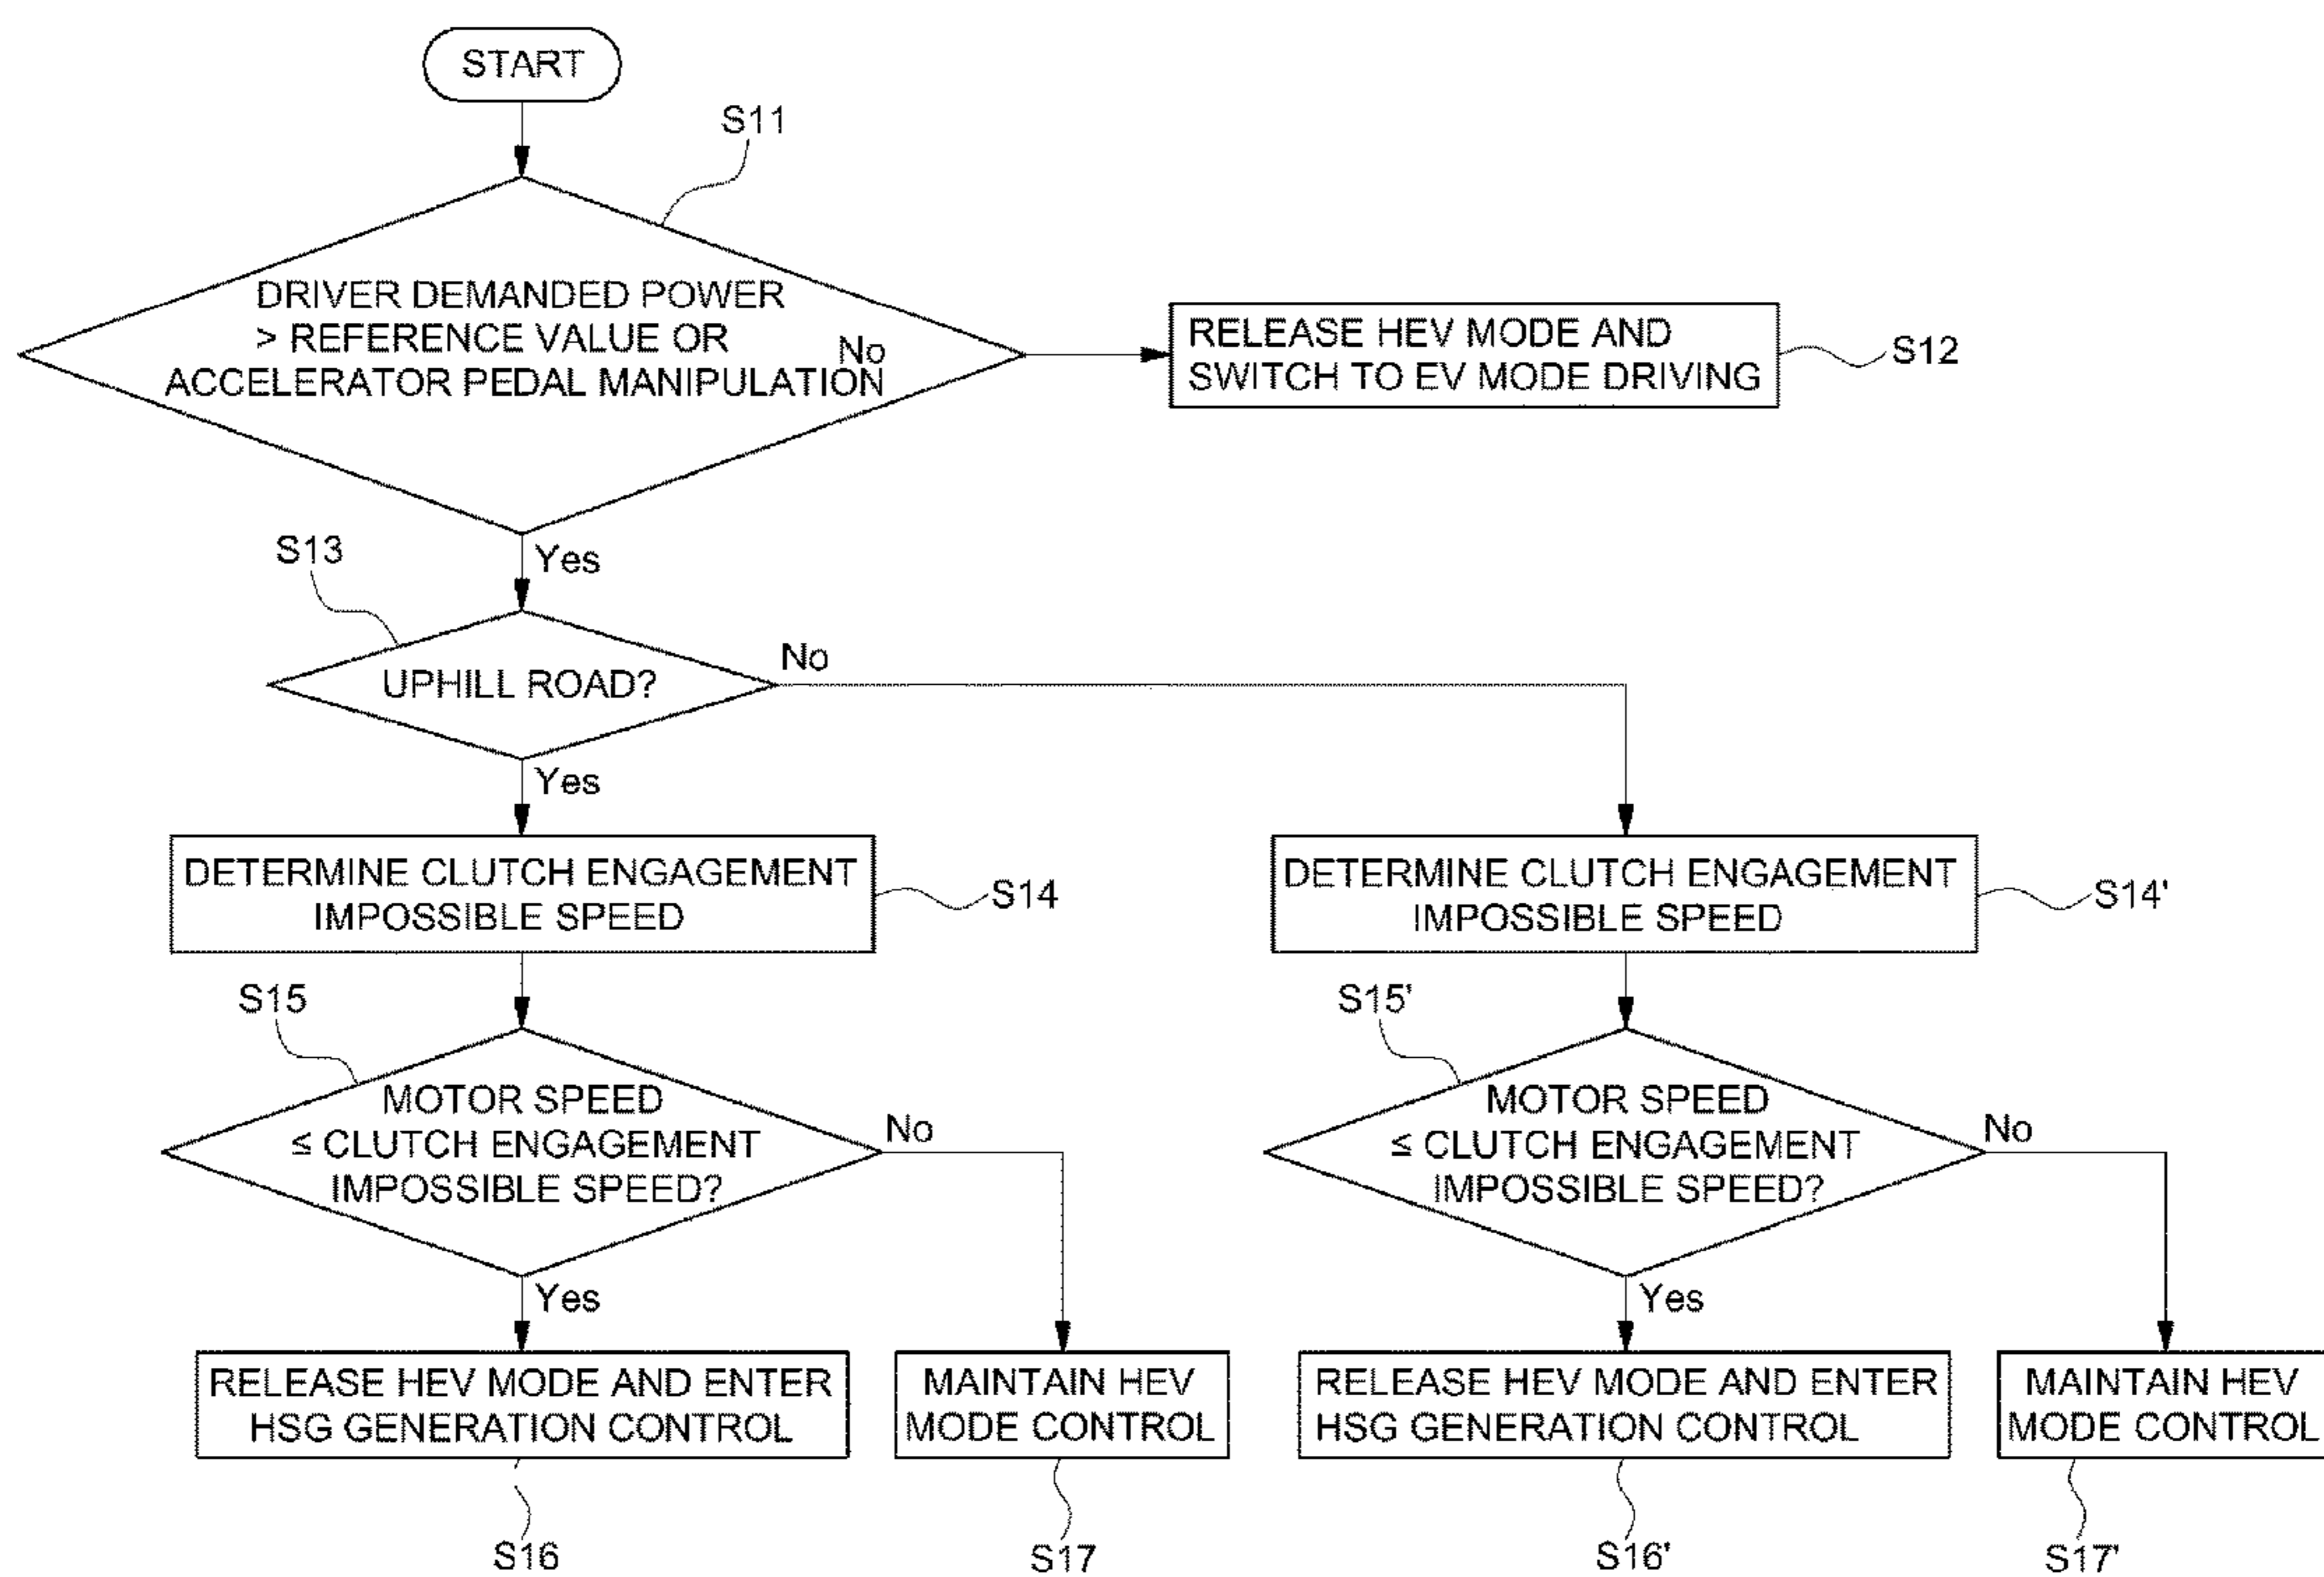 START
S11
DRIVER DEMANDED POWER
> REFERENCE VALUE OR
ACCELERATOR PEDAL MANIPULATION
No
RELEASE HEV MODE AND
SWITCH TO EV MODE DRIVING
S12
Yes
S13
UPHILL ROAD?
No
Yes
DETERMINE CLUTCH ENGAGEMENT
IMPOSSIBLE SPEED
S14
DETERMINE CLUTCH ENGAGEMENT
IMPOSSIBLE SPEED
S14'
S15
MOTOR SPEED
≤ CLUTCH ENGAGEMENT
IMPOSSIBLE SPEED?
No
Yes
S15'
MOTOR SPEED
≤ CLUTCH ENGAGEMENT
IMPOSSIBLE SPEED?
No
Yes
RELEASE HEV MODE AND ENTER
HSG GENERATION CONTROL
S16
MAINTAIN HEV
MODE CONTROL
S17
RELEASE HEV MODE AND ENTER
HSG GENERATION CONTROL
S16'
MAINTAIN HEV
MODE CONTROL
S17'